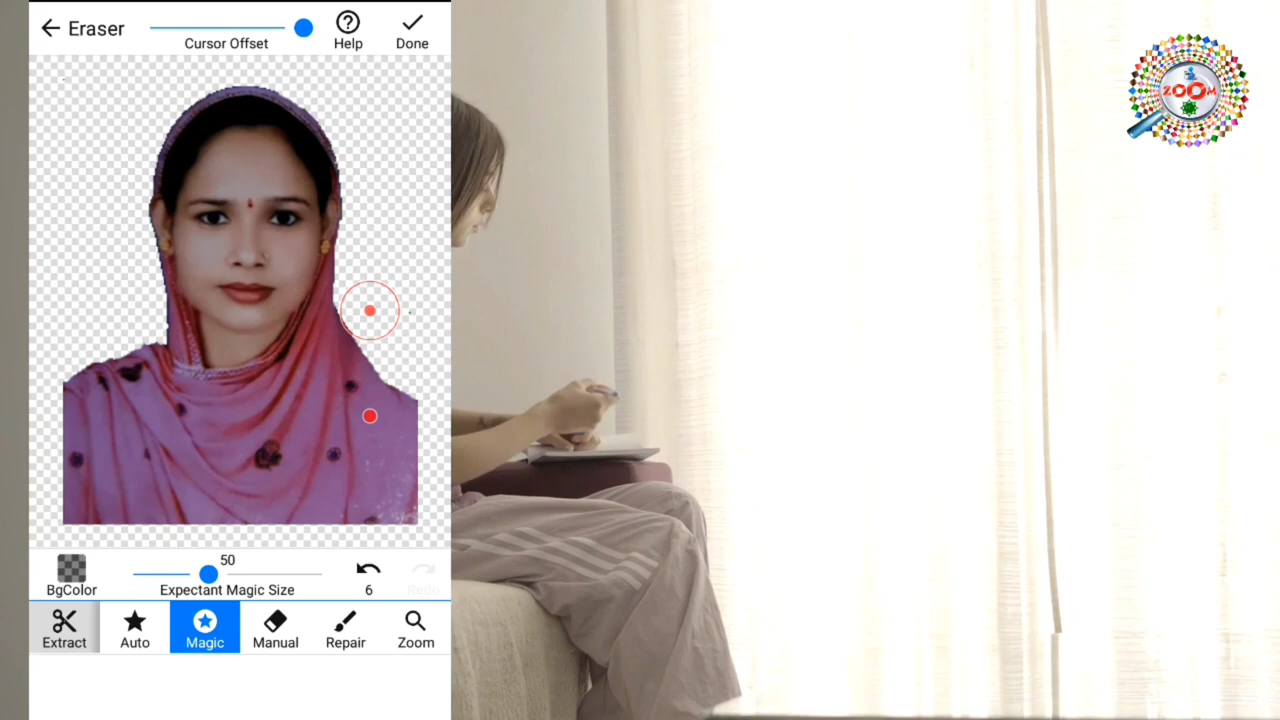 Eraser
Cursor Offset
Help
Done
ZOOM
50
BgColor
Expectant Magic Size
6
Redo
Extract
Auto
Magic
Manual
Repair
Zoom